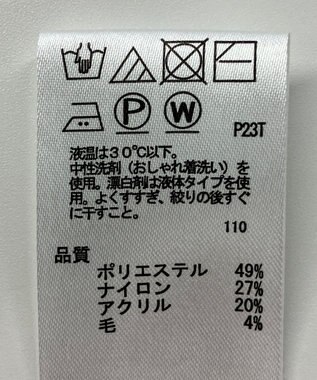 P W P23T
液温は30℃以下。
中性洗剤（おしゃれ着洗い）を
使用。漂白剤は液体タイプを使
用。よくすすぎ、絞りの後すぐ
に干すこと。
110
品質
ポリエステル 49%
ナイロン 27%
アクリル 20%
毛 4%